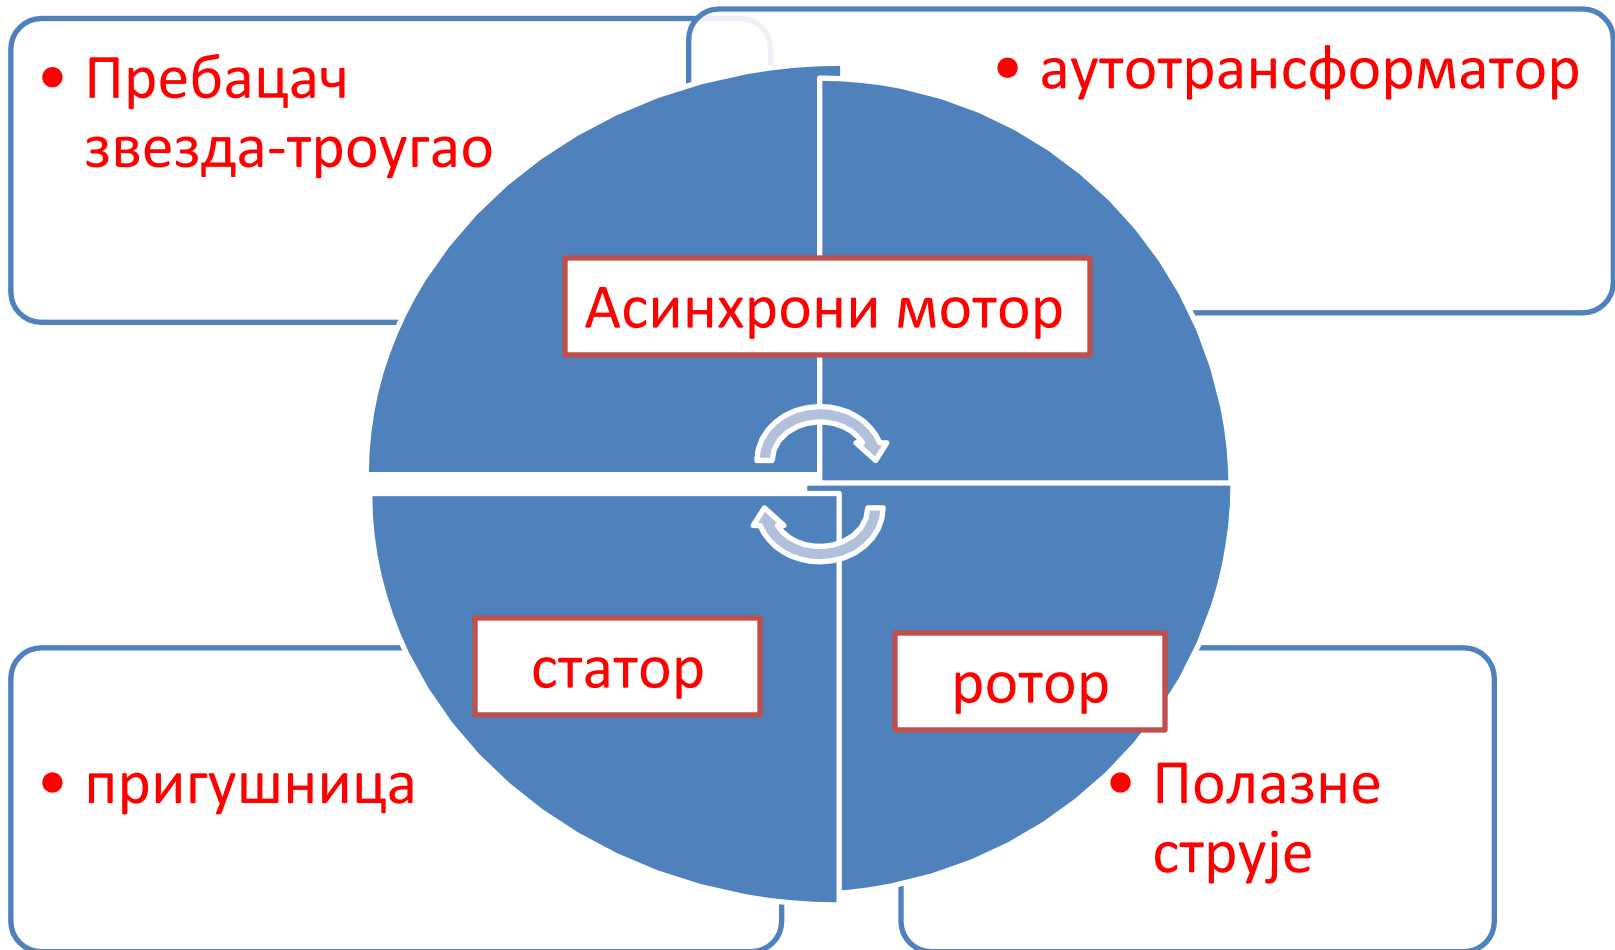 • Пребацач
звезда-троугао
• аутотрансформатор
Асинхрони мотор
статор
ротор
• пригушница
• Полазне
струје